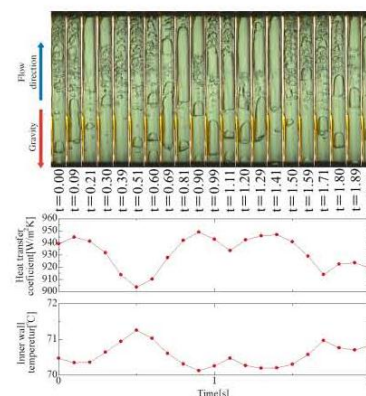 Flow
direction
Gravity
t = 0.00
t = 0.09
t = 0.21
t = 0.30
t = 0.39
t = 0.51
t = 0.60
t = 0.69
t = 0.81
t = 0.90
t = 0.99
t = 1.11
t = 1.20
t = 1.29
t = 1.41
t = 1.50
t = 1.59
t = 1.71
t = 1.80
t = 1.89
Heat transfer
coefficient[W/m²K]
960
950
940
930
920
910
900
Inner wall
temperetur[℃]
72
71
70
0
1
Time[s]